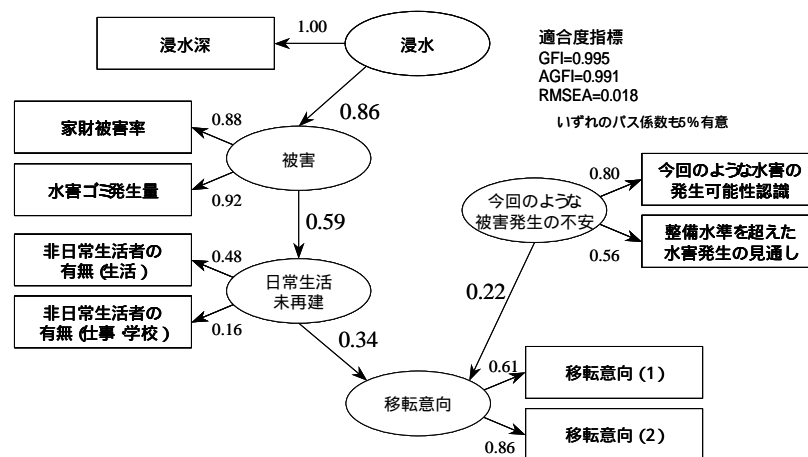 浸水深
1.00
浸水
適合度指標
GFI=0.995
AGFI=0.991
RMSEA=0.018
いずれのパス係数も5%有意
0.86
家財被害率
0.88
被害
水害ゴミ発生量
0.92
0.59
今回のような
被害発生の不安
0.80
今回のような水害の
発生可能性認識
0.56
整備水準を超えた
水害発生の見通し
非日常生活者の
有無（生活）
0.48
日常生活
未再建
非日常生活者の
有無（仕事・学校）
0.16
0.22
0.34
移転意向
0.61
移転意向（1）
0.86
移転意向（2）